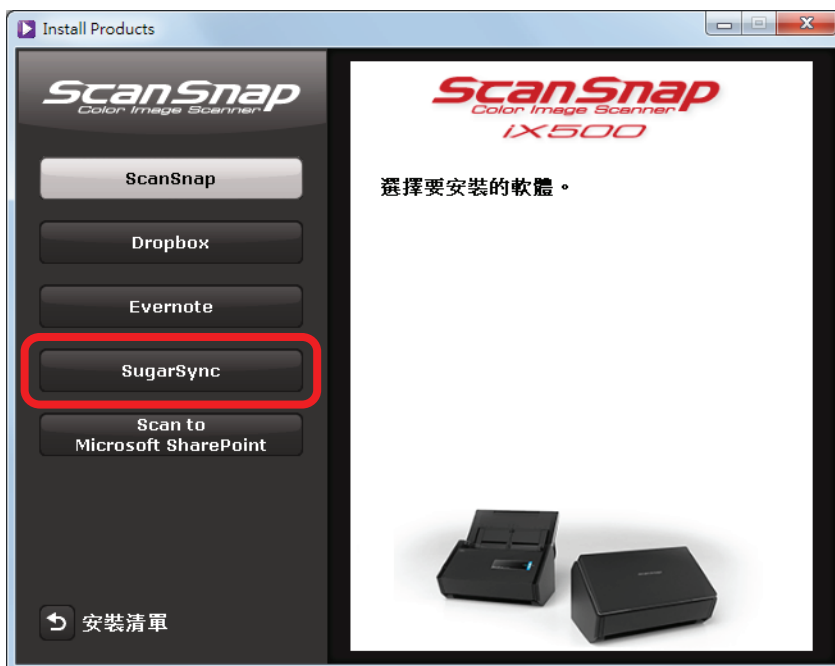 Install Products
ScanSnap
Color Image Scanner
ScanSnap
Dropbox
Evernote
SugarSync
Scan to
Microsoft SharePoint
安裝清單
ScanSnap
Color Image Scanner
iX500
選擇要安裝的軟體。